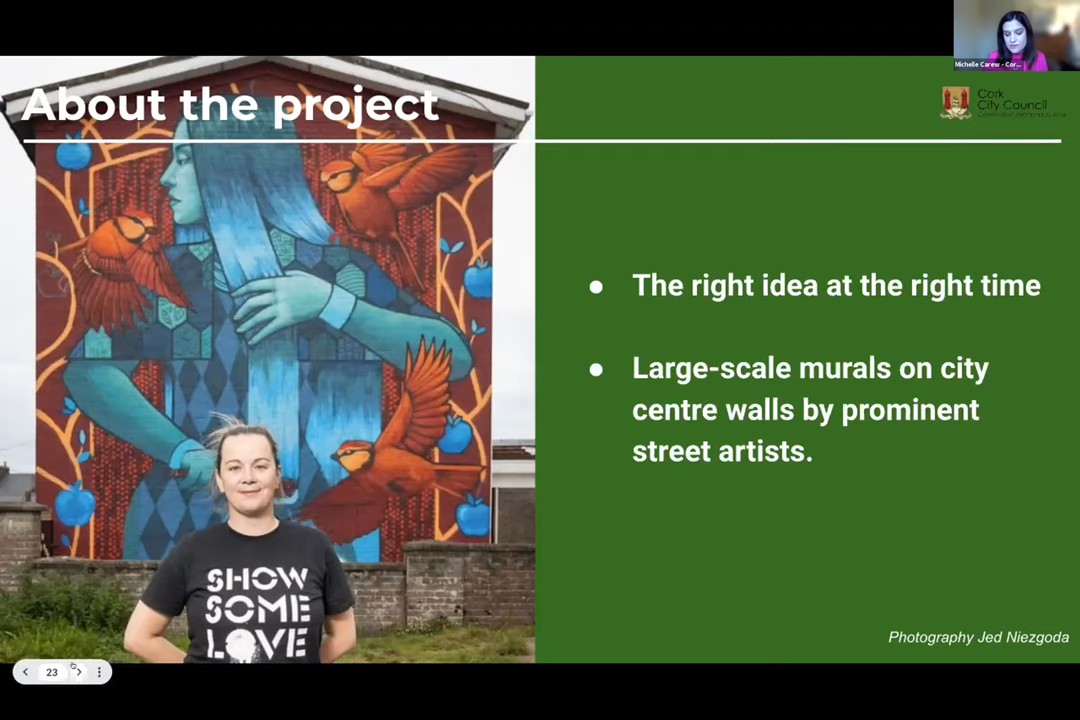 Michelle Carew - Cor...
About the project
Cork
City Council
The right idea at the right time
Large-scale murals on city
centre walls by prominent
street artists.
SHOW
SOME
LOVE
Photography Jed Niezgoda
23